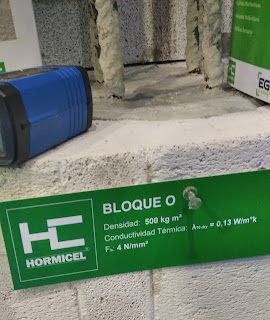 EG
HC
HORMICEL®
BLOQUE O
Densidad: 500 kg m³
Conductividad Térmica: λ₁₀-dry = 0,13 W/m*k
Fₖ: 4 N/mm²